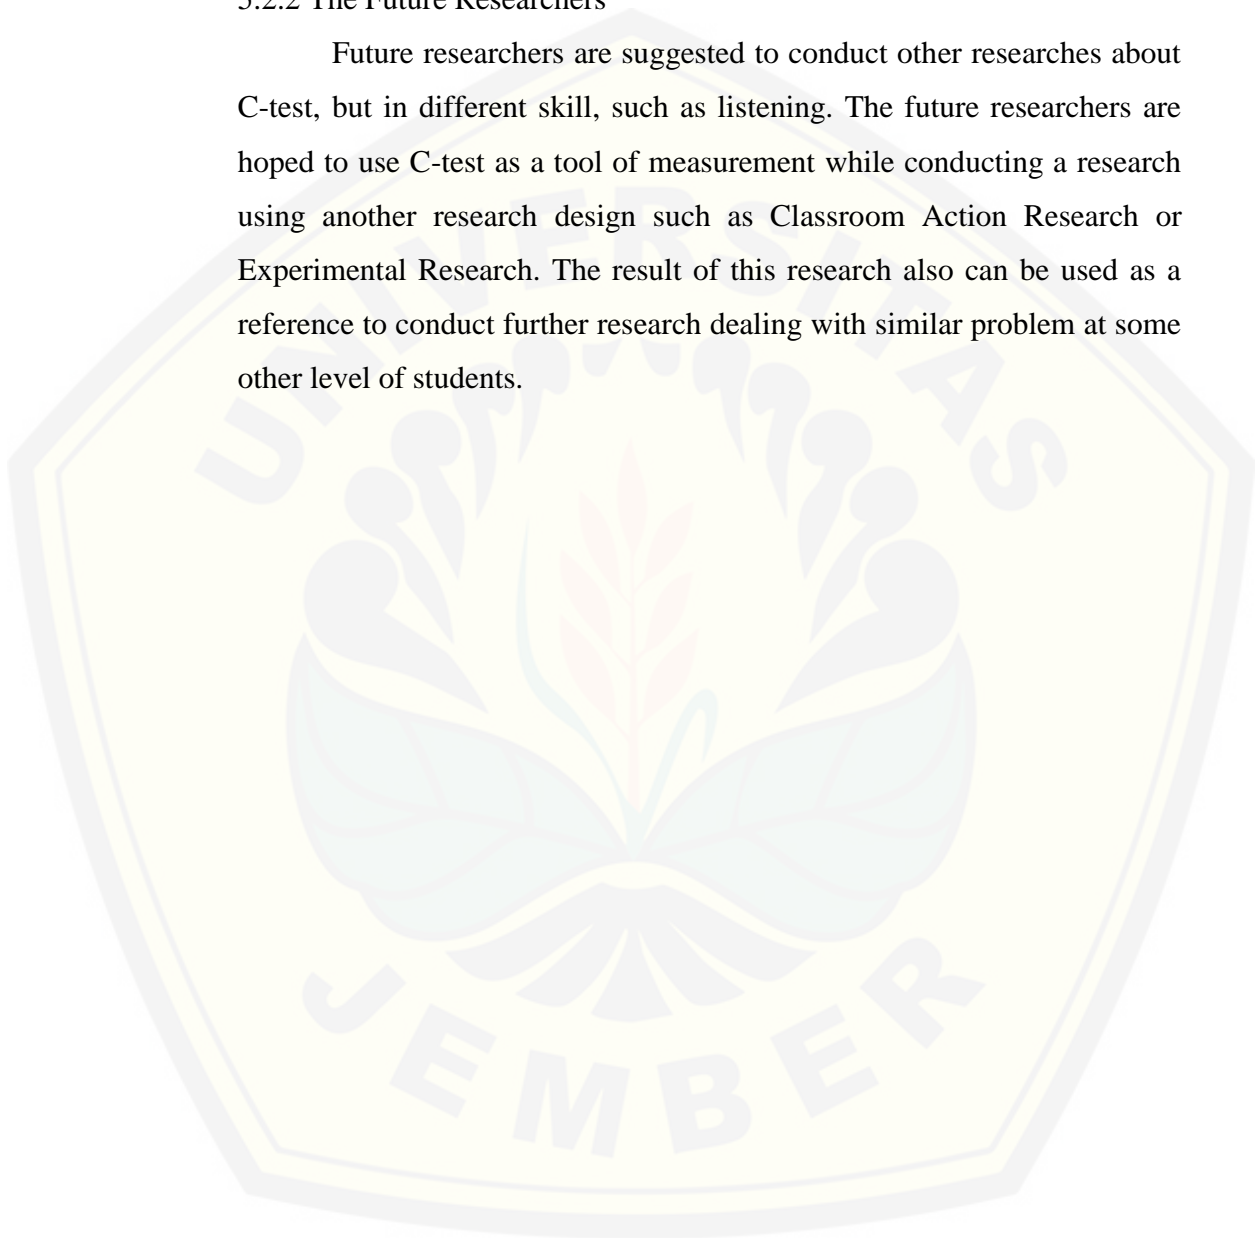 5.2.2 The Future Researchers
Future researchers are suggested to conduct other researches about
C-test, but in different skill, such as listening. The future researchers are
hoped to use C-test as a tool of measurement while conducting a research
using another research design such as Classroom Action Research or
Experimental Research. The result of this research also can be used as a
reference to conduct further research dealing with similar problem at some
other level of students.
UNIVERSITAS
JEMBER